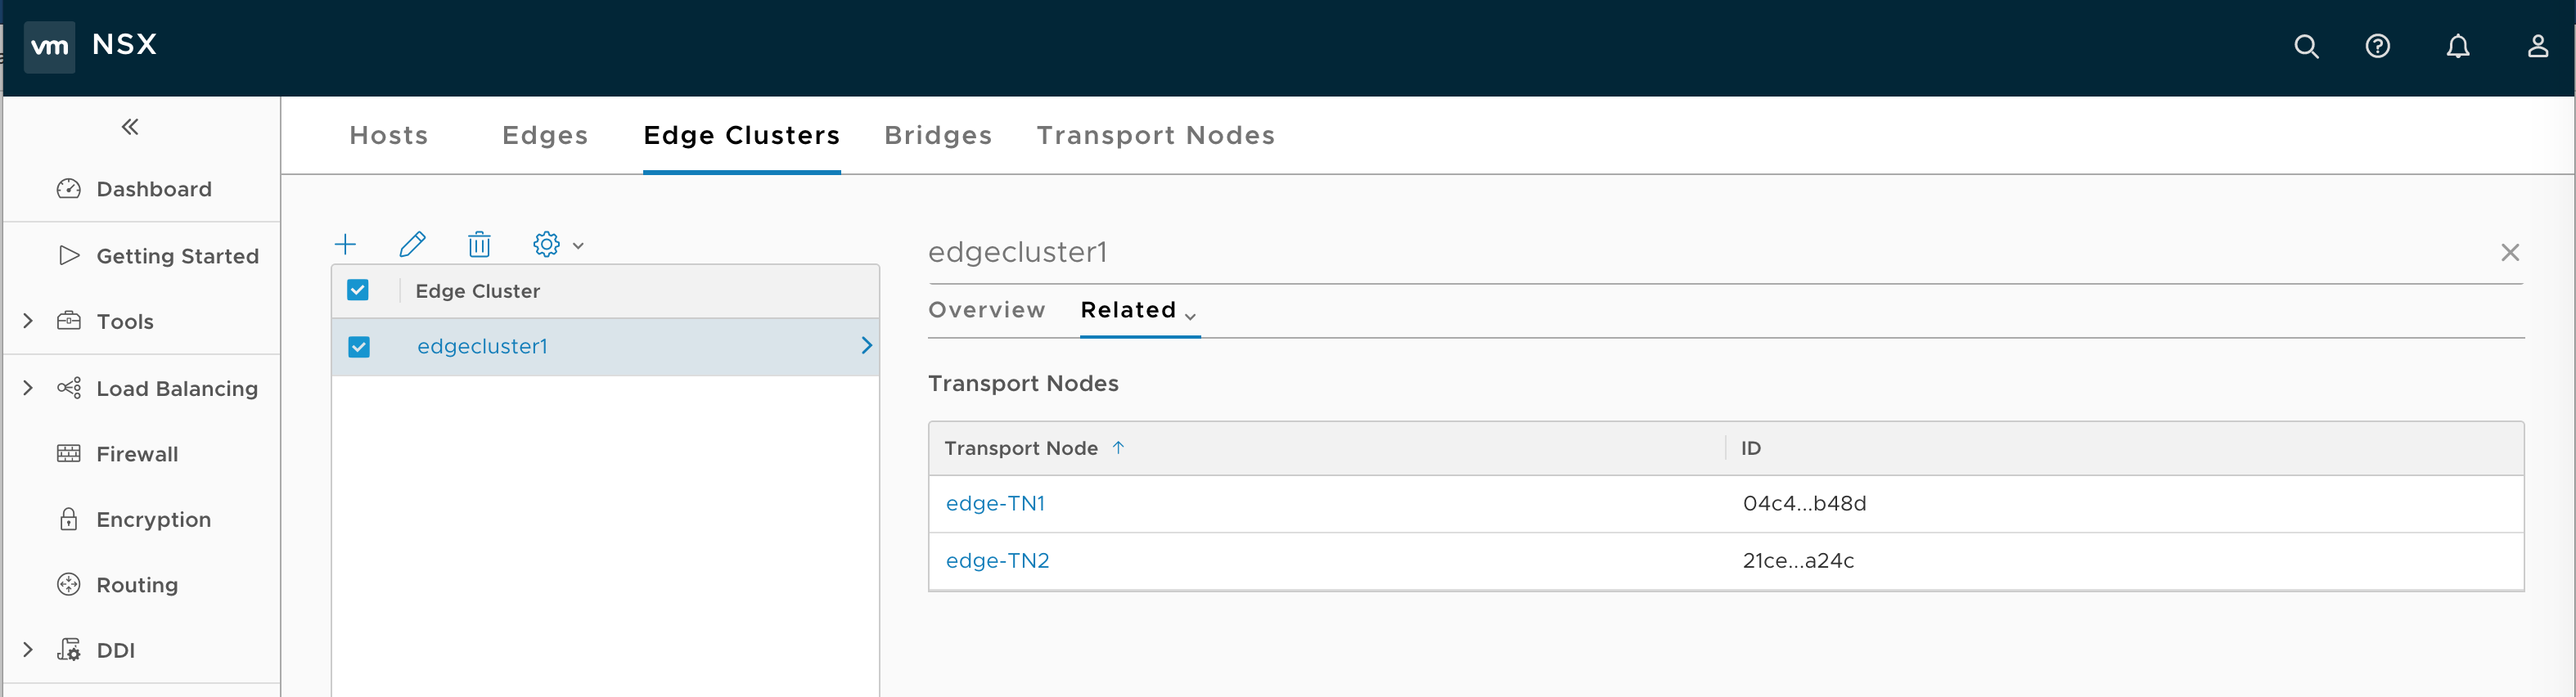 vm NSX
Hosts Edges Edge Clusters Bridges Transport Nodes
Dashboard
Getting Started
Tools
Load Balancing
Firewall
Encryption
Routing
DDI
Edge Cluster
edgecluster1
edgecluster1
Overview Related
Transport Nodes
Transport Node ID
edge-TN1 04c4...b48d
edge-TN2 21ce...a24c